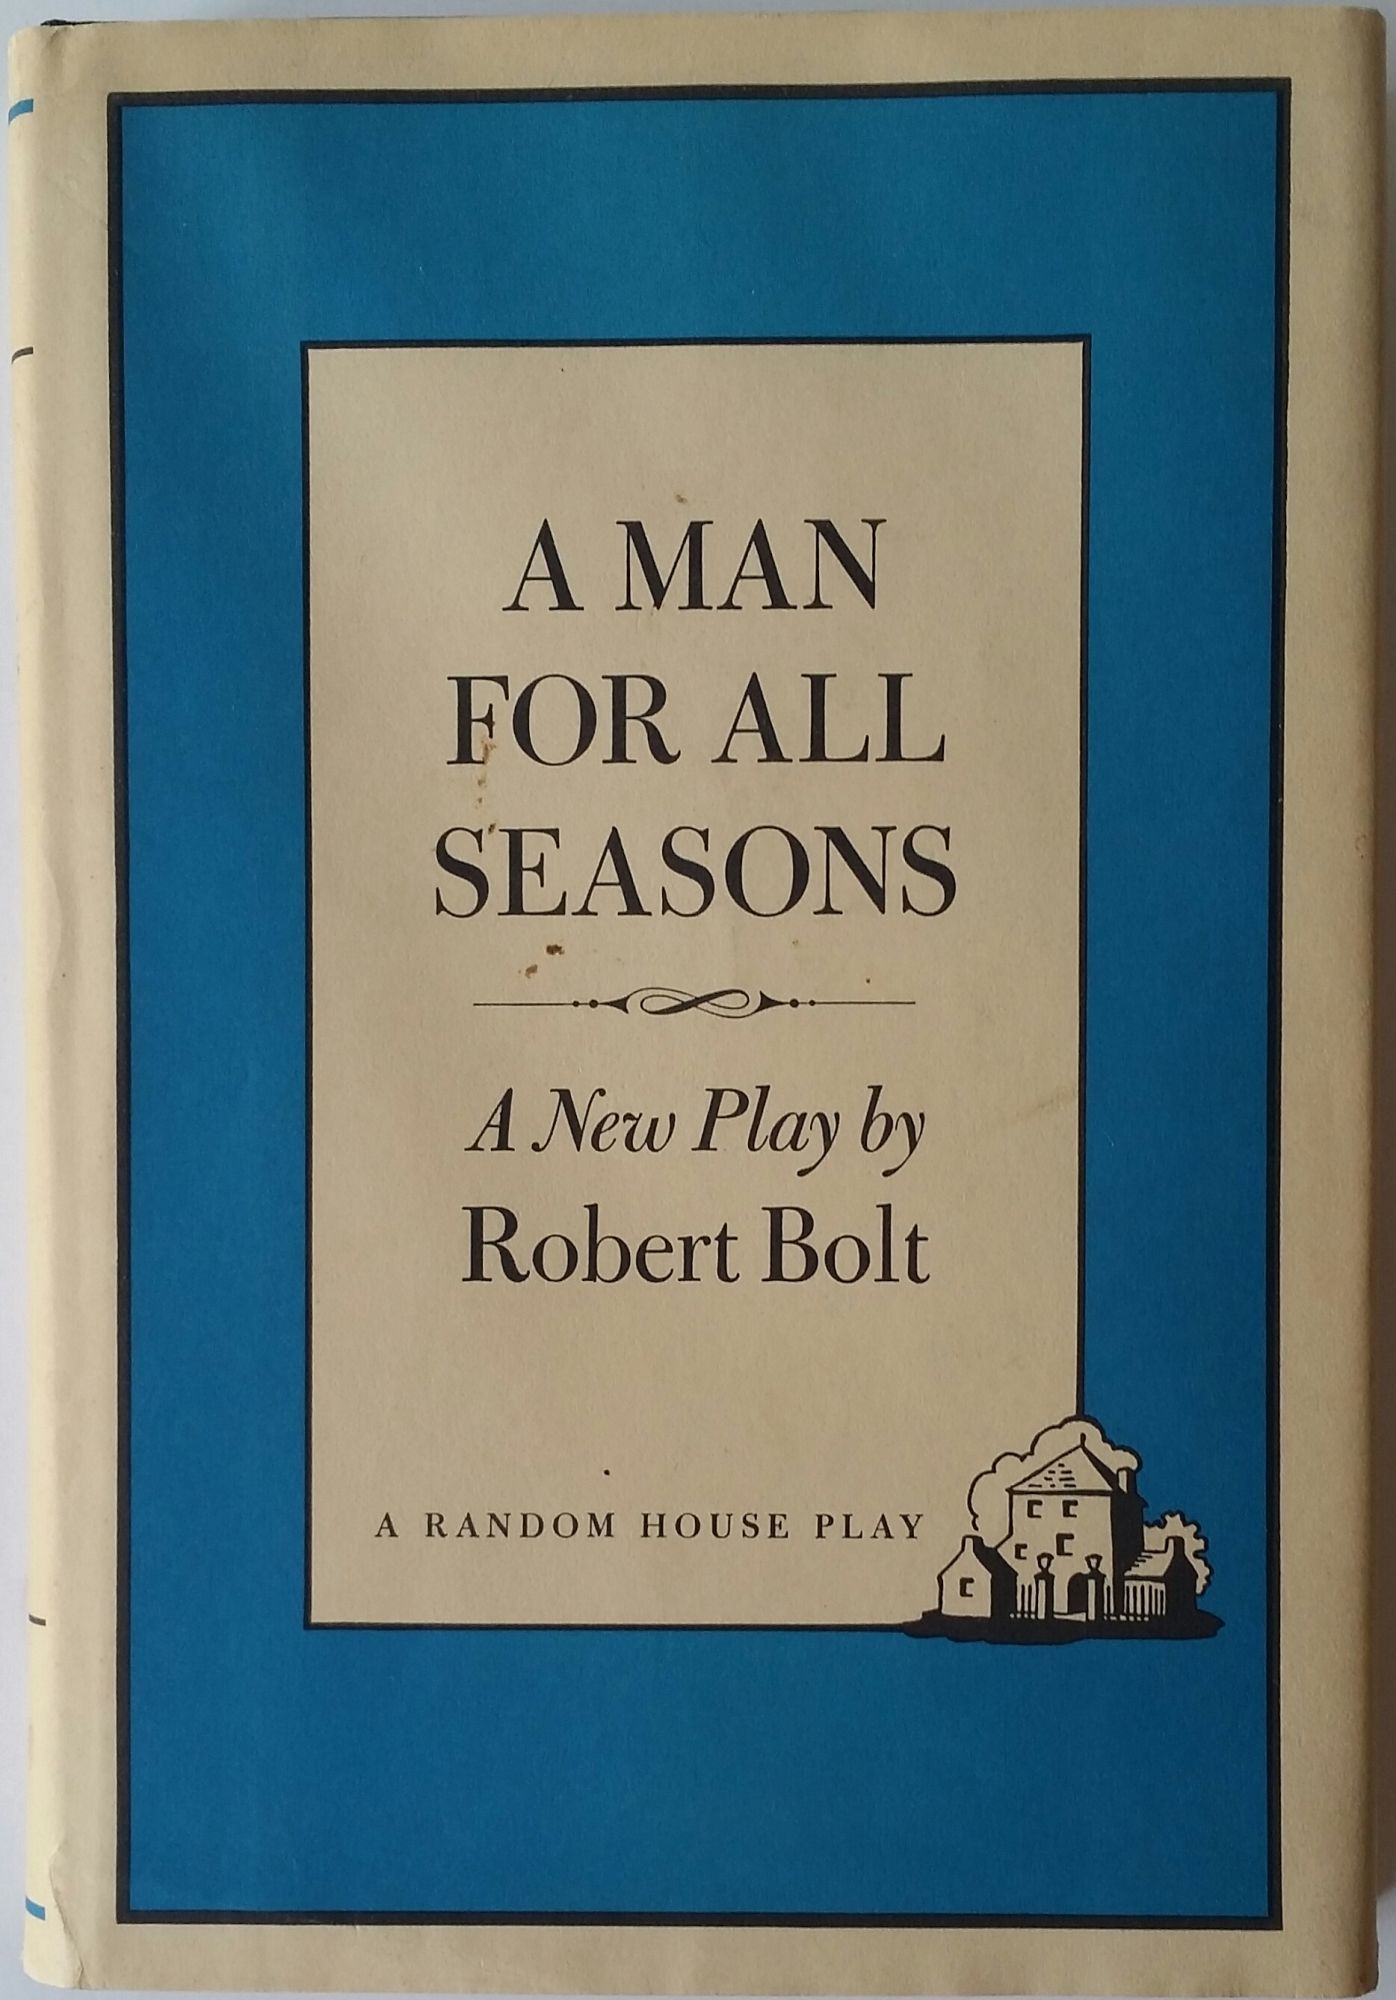 A MAN
FOR ALL
SEASONS
A New Play by
Robert Bolt
A RANDOM HOUSE PLAY